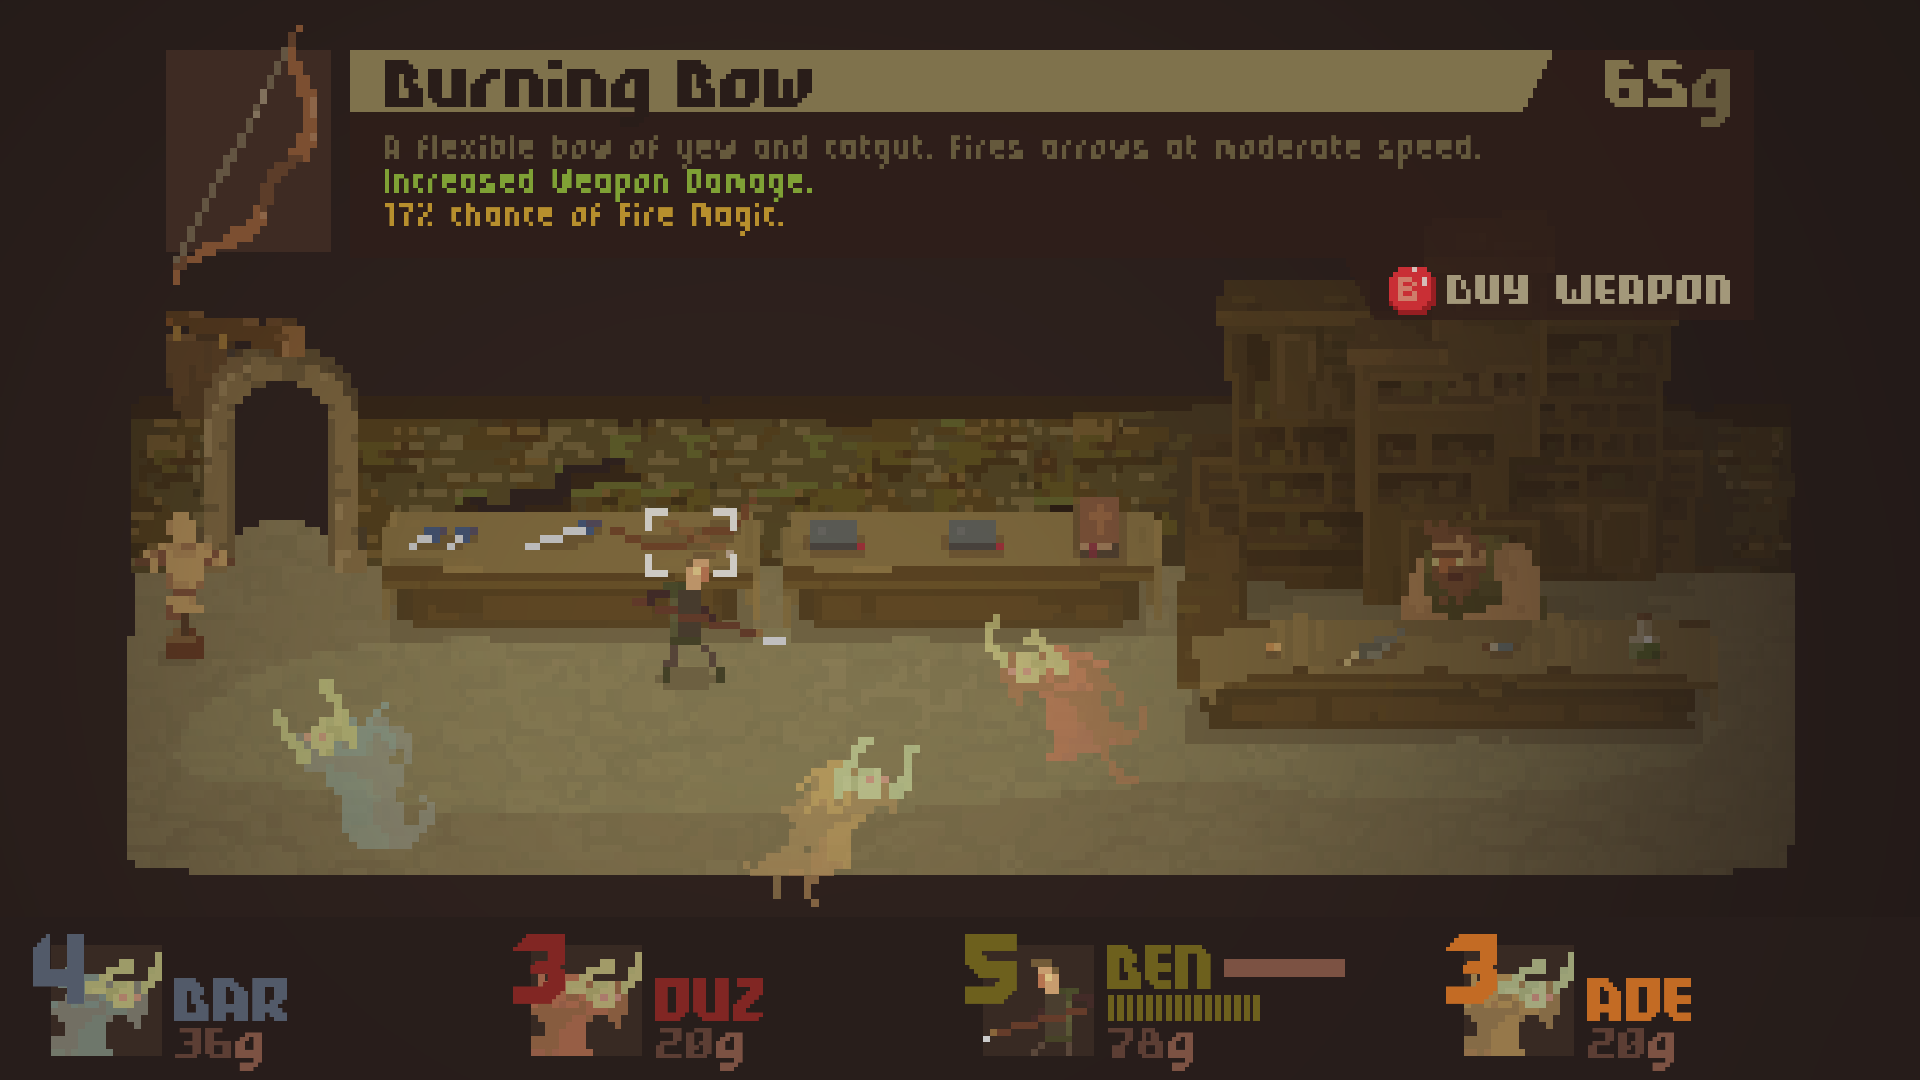 Burning Bow
65g
A flexible bow of yew and catgut. Fires arrows at moderate speed.
Increased Weapon Damage.
17% chance of Fire Magic.
B BUY WEAPON
4 BAR
36g
3 DUZ
20g
5 BEN
78g
3 ADE
20g